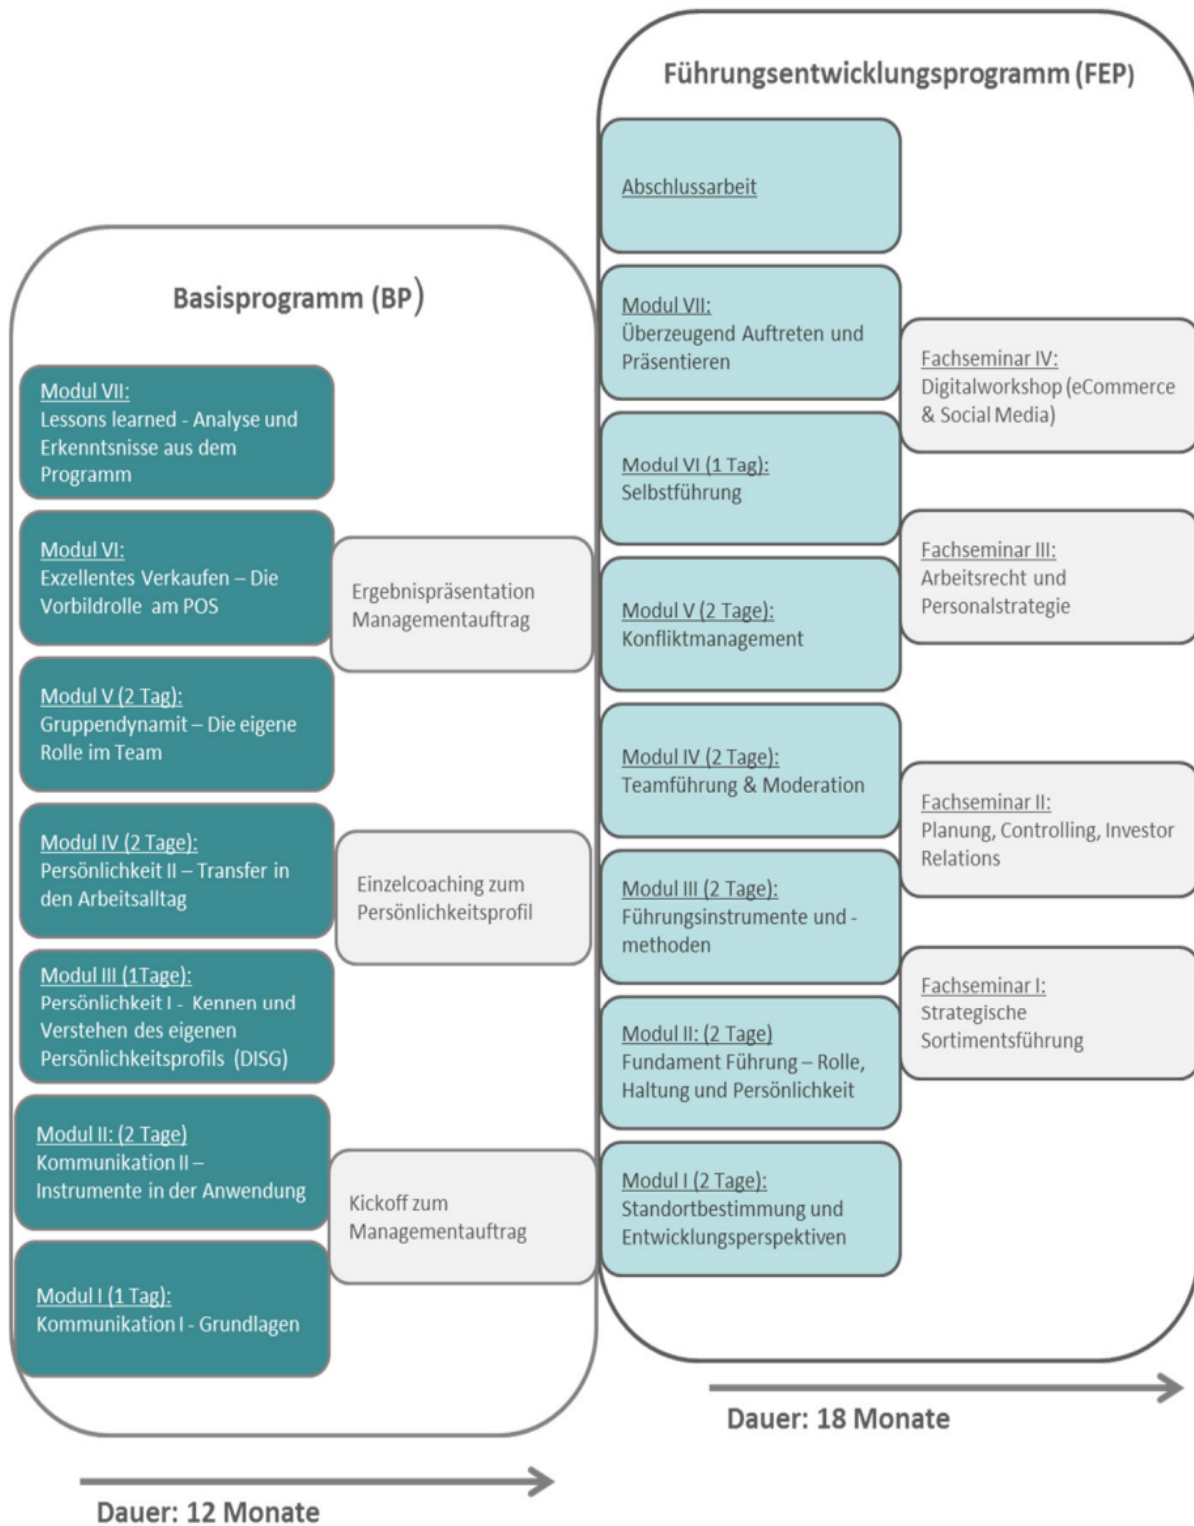 Führungsentwicklungsprogramm (FEP)
Abschlussarbeit
Modul VII:
Überzeugend Auftreten und
Präsentieren
Modul VI (1 Tag):
Selbstführung
Modul V (2 Tage):
Konfliktmanagement
Modul IV (2 Tage):
Teamführung & Moderation
Modul III (2 Tage):
Führungsinstrumente und -
methoden
Modul II: (2 Tage)
Fundament Führung – Rolle,
Haltung und Persönlichkeit
Modul I (2 Tage):
Standortbestimmung und
Entwicklungsperspektiven
Fachseminar IV:
Digitalworkshop (eCommerce
& Social Media)
Fachseminar III:
Arbeitsrecht und
Personalstrategie
Fachseminar II:
Planung, Controlling, Investor
Relations
Fachseminar I:
Strategische
Sortimentsführung
Dauer: 18 Monate
Basisprogramm (BP)
Modul VII:
Lessons learned - Analyse und
Erkenntsnisse aus dem
Programm
Modul VI:
Exzellentes Verkaufen – Die
Vorbildrolle am POS
Modul V (2 Tag):
Gruppendynamit – Die eigene
Rolle im Team
Modul IV (2 Tage):
Persönlichkeit II – Transfer in
den Arbeitsalltag
Modul III (1Tage):
Persönlichkeit I - Kennen und
Verstehen des eigenen
Persönlichkeitsprofils (DISG)
Modul II: (2 Tage)
Kommunikation II –
Instrumente in der Anwendung
Modul I (1 Tag):
Kommunikation I - Grundlagen
Ergebnispräsentation
Managementauftrag
Einzelcoaching zum
Persönlichkeitsprofil
Kickoff zum
Managementauftrag
Dauer: 12 Monate